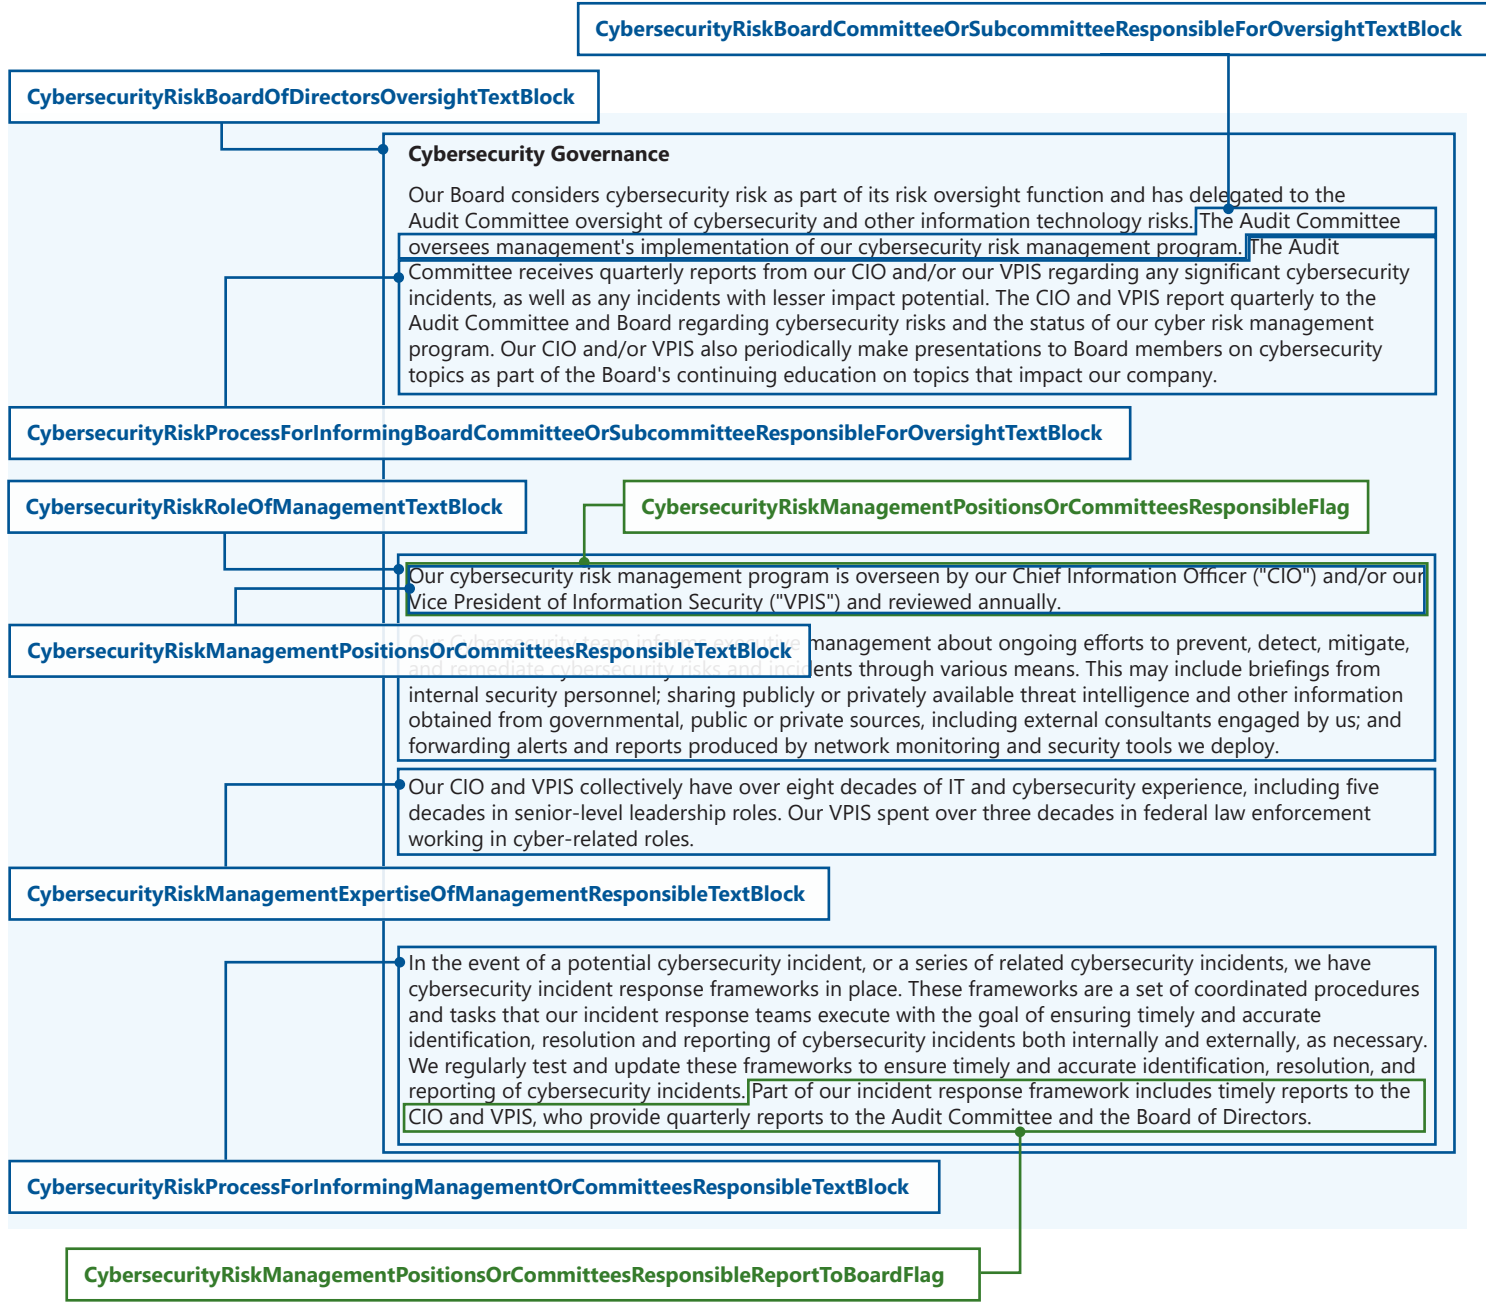 CybersecurityRiskBoardCommitteeOrSubcommitteeResponsibleForOversightTextBlock
CybersecurityRiskBoardOfDirectorsOversightTextBlock
Cybersecurity Governance
Our Board considers cybersecurity risk as part of its risk oversight function and has delegated to the
Audit Committee oversight of cybersecurity and other information technology risks. The Audit Committee
oversees management's implementation of our cybersecurity risk management program. The Audit
Committee receives quarterly reports from our CIO and/or our VPIS regarding any significant cybersecurity
incidents, as well as any incidents with lesser impact potential. The CIO and VPIS report quarterly to the
Audit Committee and Board regarding cybersecurity risks and the status of our cyber risk management
program. Our CIO and/or VPIS also periodically make presentations to Board members on cybersecurity
topics as part of the Board's continuing education on topics that impact our company.
CybersecurityRiskProcessForInformingBoardCommitteeOrSubcommitteeResponsibleForOversightTextBlock
CybersecurityRiskRoleOfManagementTextBlock
CybersecurityRiskManagementPositionsOrCommitteesResponsibleFlag
Our cybersecurity risk management program is overseen by our Chief Information Officer ("CIO") and/or our
Vice President of Information Security ("VPIS") and reviewed annually.
CybersecurityRiskManagementPositionsOrCommitteesResponsibleTextBlock
Our Cybersecurity team informs executive management about ongoing efforts to prevent, detect, mitigate,
and remediate cybersecurity risks and incidents through various means. This may include briefings from
internal security personnel; sharing publicly or privately available threat intelligence and other information
obtained from governmental, public or private sources, including external consultants engaged by us; and
forwarding alerts and reports produced by network monitoring and security tools we deploy.
Our CIO and VPIS collectively have over eight decades of IT and cybersecurity experience, including five
decades in senior-level leadership roles. Our VPIS spent over three decades in federal law enforcement
working in cyber-related roles.
CybersecurityRiskManagementExpertiseOfManagementResponsibleTextBlock
In the event of a potential cybersecurity incident, or a series of related cybersecurity incidents, we have
cybersecurity incident response frameworks in place. These frameworks are a set of coordinated procedures
and tasks that our incident response teams execute with the goal of ensuring timely and accurate
identification, resolution and reporting of cybersecurity incidents both internally and externally, as necessary.
We regularly test and update these frameworks to ensure timely and accurate identification, resolution, and
reporting of cybersecurity incidents. Part of our incident response framework includes timely reports to the
CIO and VPIS, who provide quarterly reports to the Audit Committee and the Board of Directors.
CybersecurityRiskProcessForInformingManagementOrCommitteesResponsibleTextBlock
CybersecurityRiskManagementPositionsOrCommitteesResponsibleReportToBoardFlag